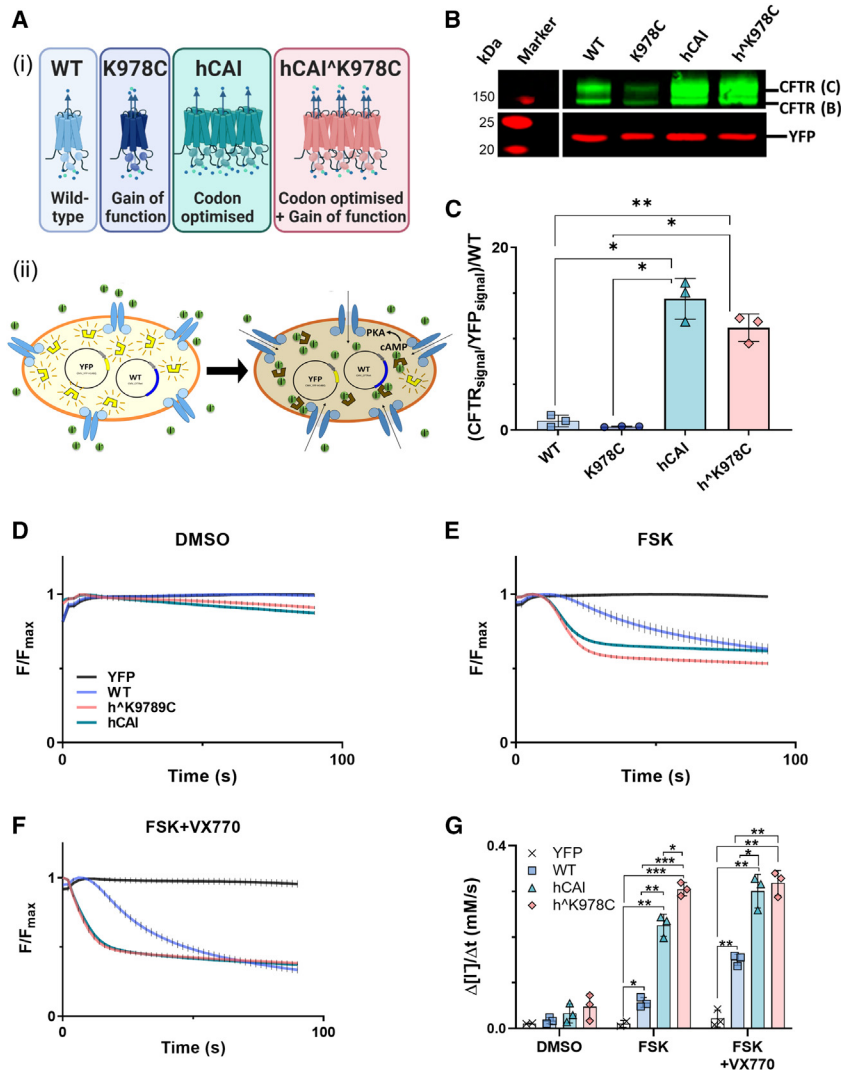 A
(i)
WT
K978C
hCAI
hCAI^K978C
Wild-
type
Gain of
function
Codon
optimised
Codon optimised
+ Gain of function
(ii)
YFP
WT
PKA
cAMP
YFP
WT
B
kDa
Marker
WT
K978C
hCAI
h^K978C
150
CFTR (C)
CFTR (B)
25
20
YFP
C
(CFTRsignal/YFPsignal)/WT
20
0
**
*
*
*
WT
K978C
hCAI
h^K978C
D
DMSO
F/Fmax
1
0
YFP
WT
h^K9789C
hCAI
0
100
Time (s)
E
FSK
F/Fmax
1
0
0
100
Time (s)
F
FSK+VX770
F/Fmax
1
0
0
100
Time (s)
G
Δ[I-]/Δt (mM/s)
0.4
0.0
YFP
WT
hCAI
h^K978C
*
***
***
**
**
*
**
**
*
**
**
DMSO
FSK
FSK
+VX770